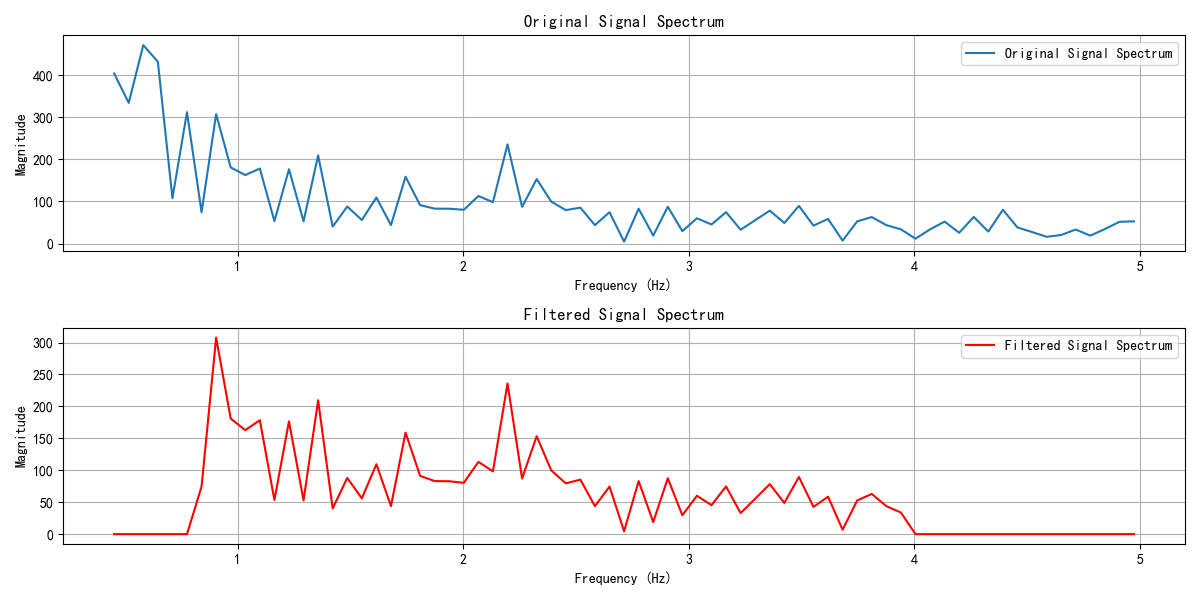 Original Signal Spectrum
Original Signal Spectrum
400
300
200
100
0
Magnitude
1 2 3 4 5
Frequency (Hz)
Filtered Signal Spectrum
Filtered Signal Spectrum
300
250
200
150
100
50
0
Magnitude
1 2 3 4 5
Frequency (Hz)